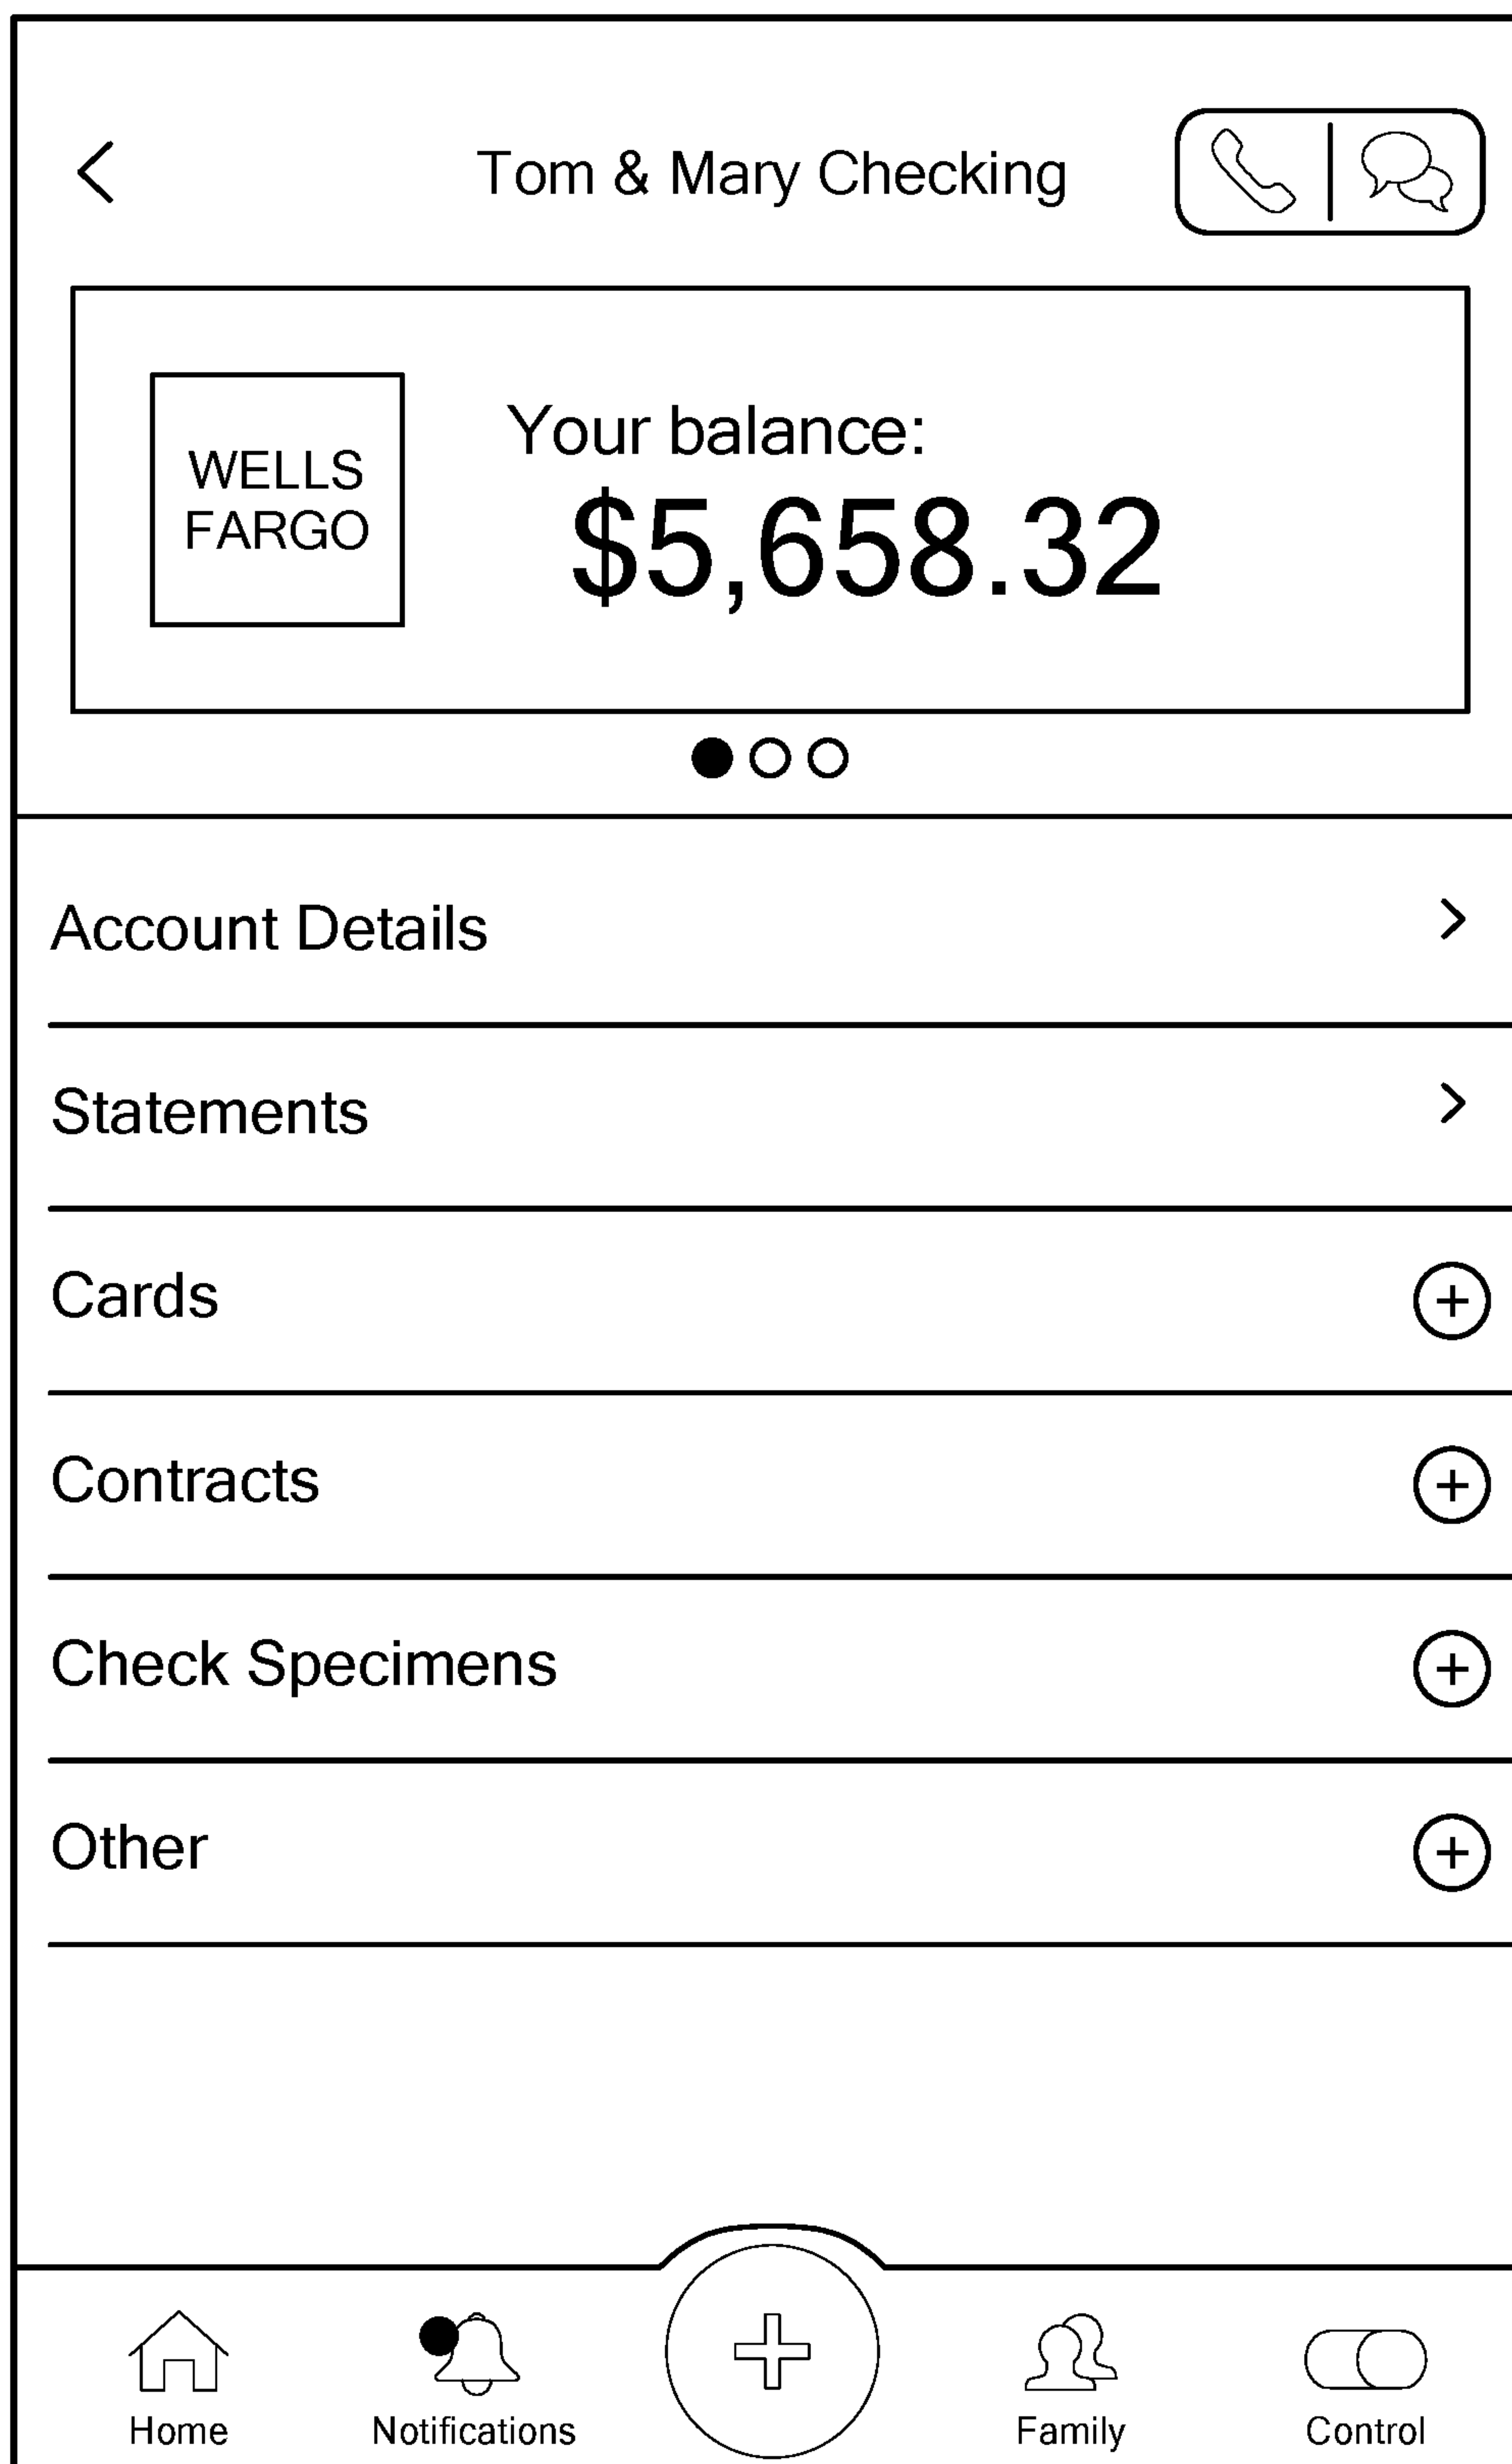 Tom & Mary Checking
WELLS
FARGO
Your balance:
$5,658.32
Account Details
Statements
Cards
Contracts
Check Specimens
Other
Home
Notifications
Family
Control